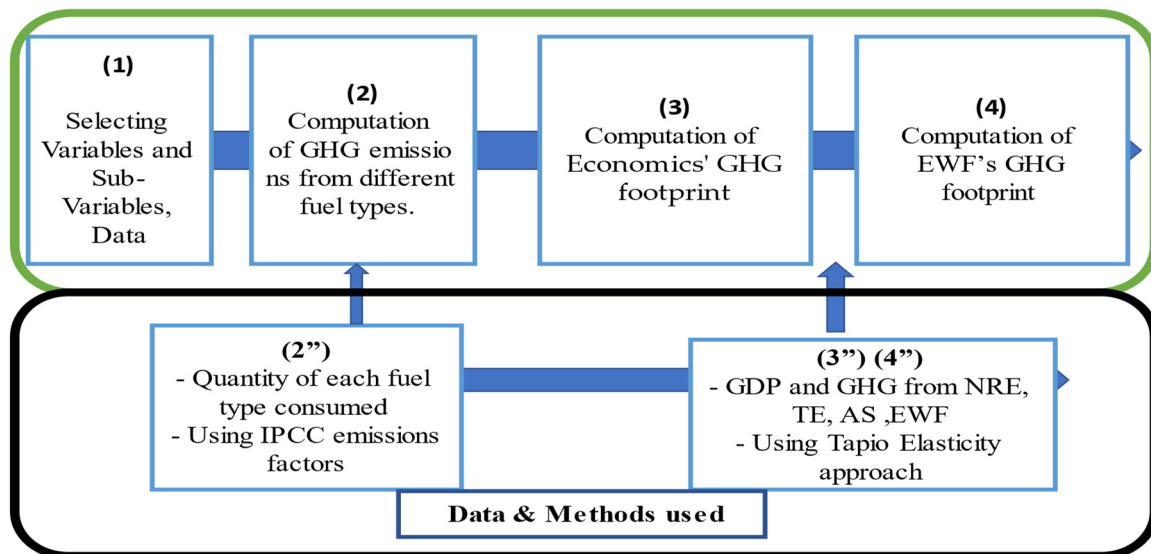 (1)
Selecting
Variables and
Sub-
Variables,
Data
(2)
Computation
of GHG emissio
ns from different
fuel types.
(3)
Computation of
Economics' GHG
footprint
(4)
Computation of
EWF’s GHG
footprint
(2”)
- Quantity of each fuel
type consumed
- Using IPCC emissions
factors
(3”) (4”)
- GDP and GHG from NRE,
TE, AS ,EWF
- Using Tapio Elasticity
approach
Data & Methods used